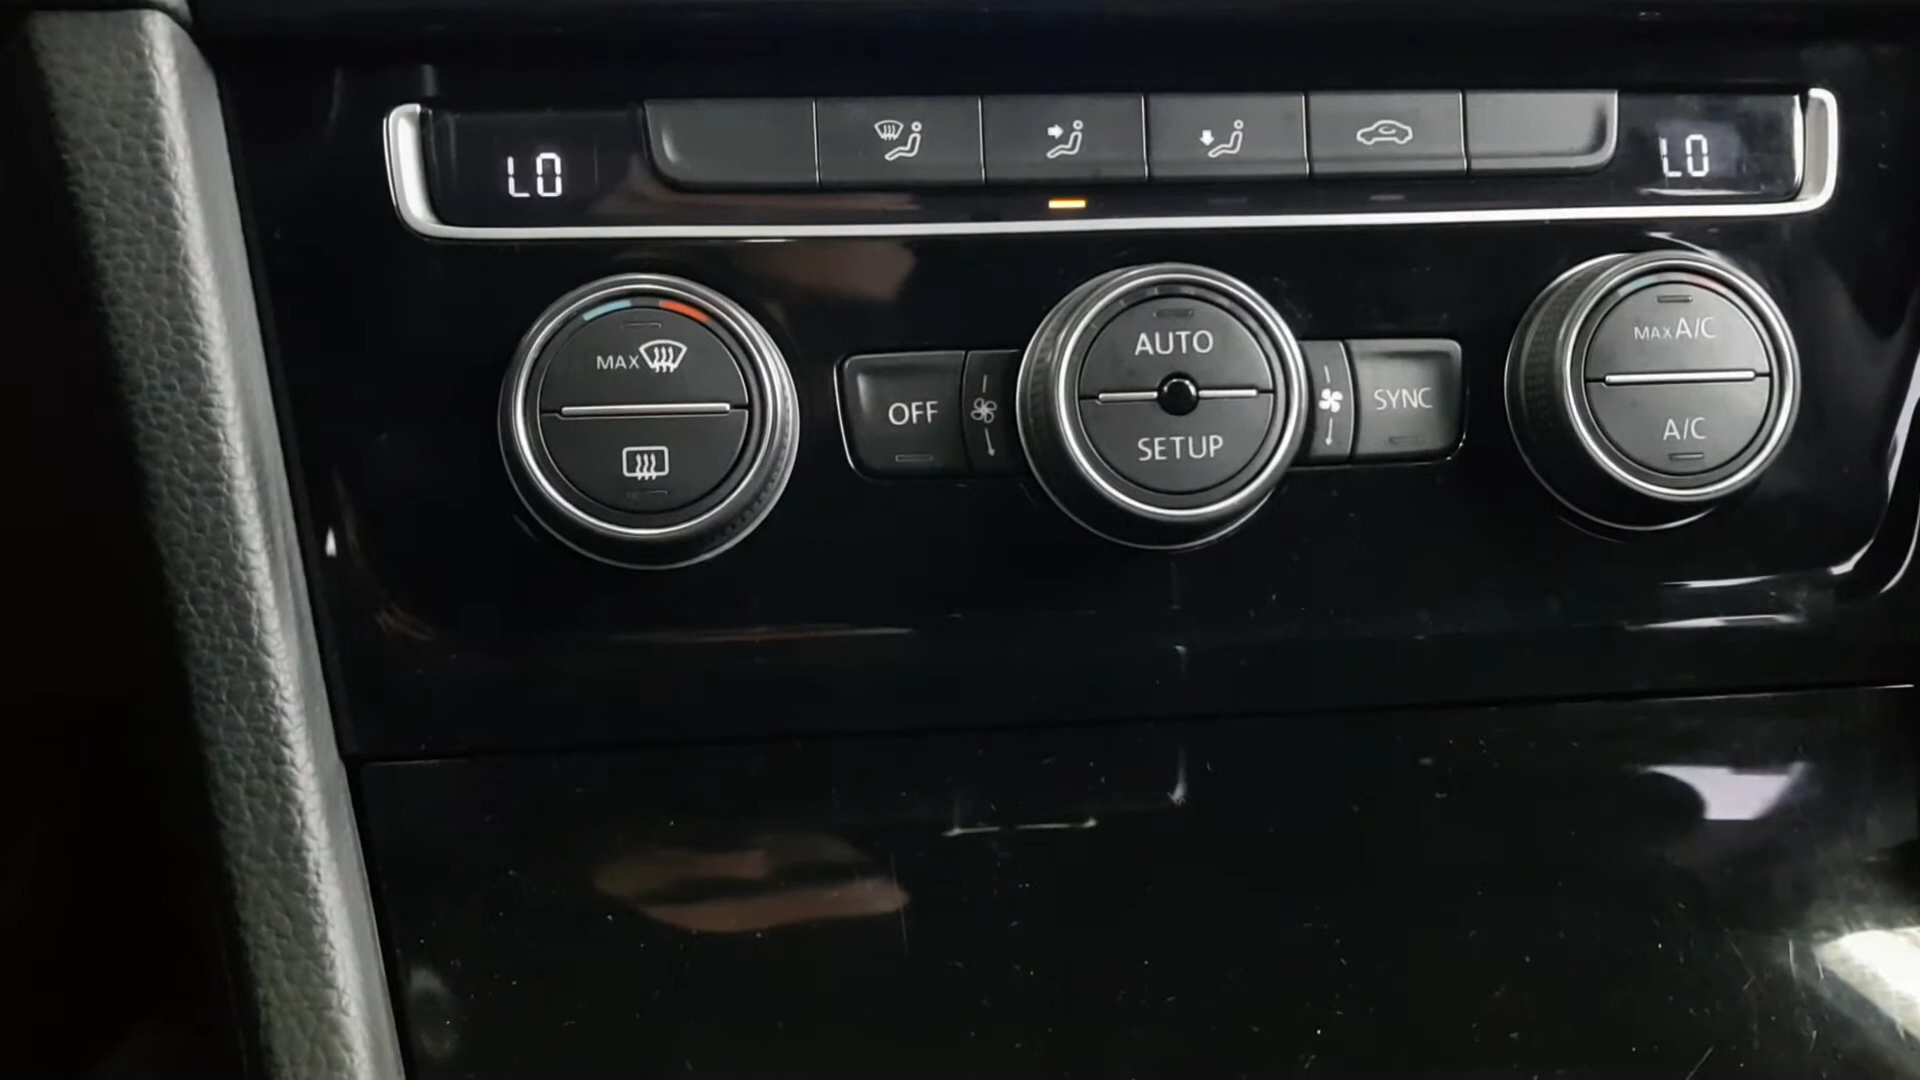 LO
LO
MAX
OFF
AUTO
SETUP
SYNC
MAX A/C
A/C